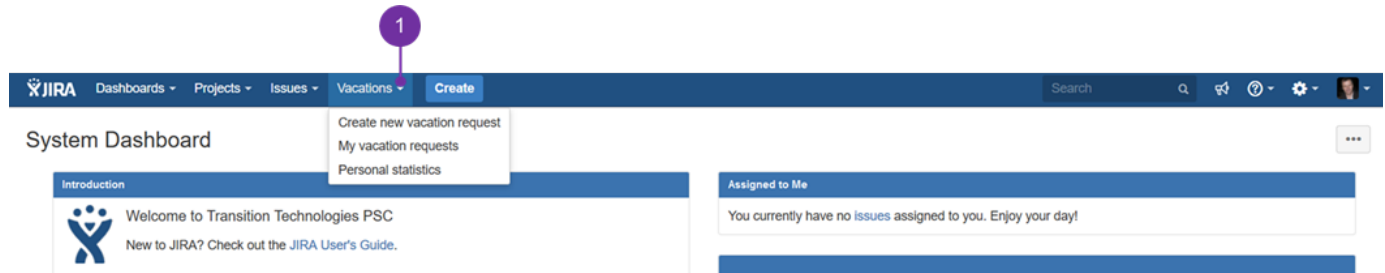 1
JIRA Dashboards Projects Issues Vacations Create Search
Create new vacation request
My vacation requests
Personal statistics
System Dashboard
Introduction
Welcome to Transition Technologies PSC
New to JIRA? Check out the JIRA User's Guide.
Assigned to Me
You currently have no issues assigned to you. Enjoy your day!